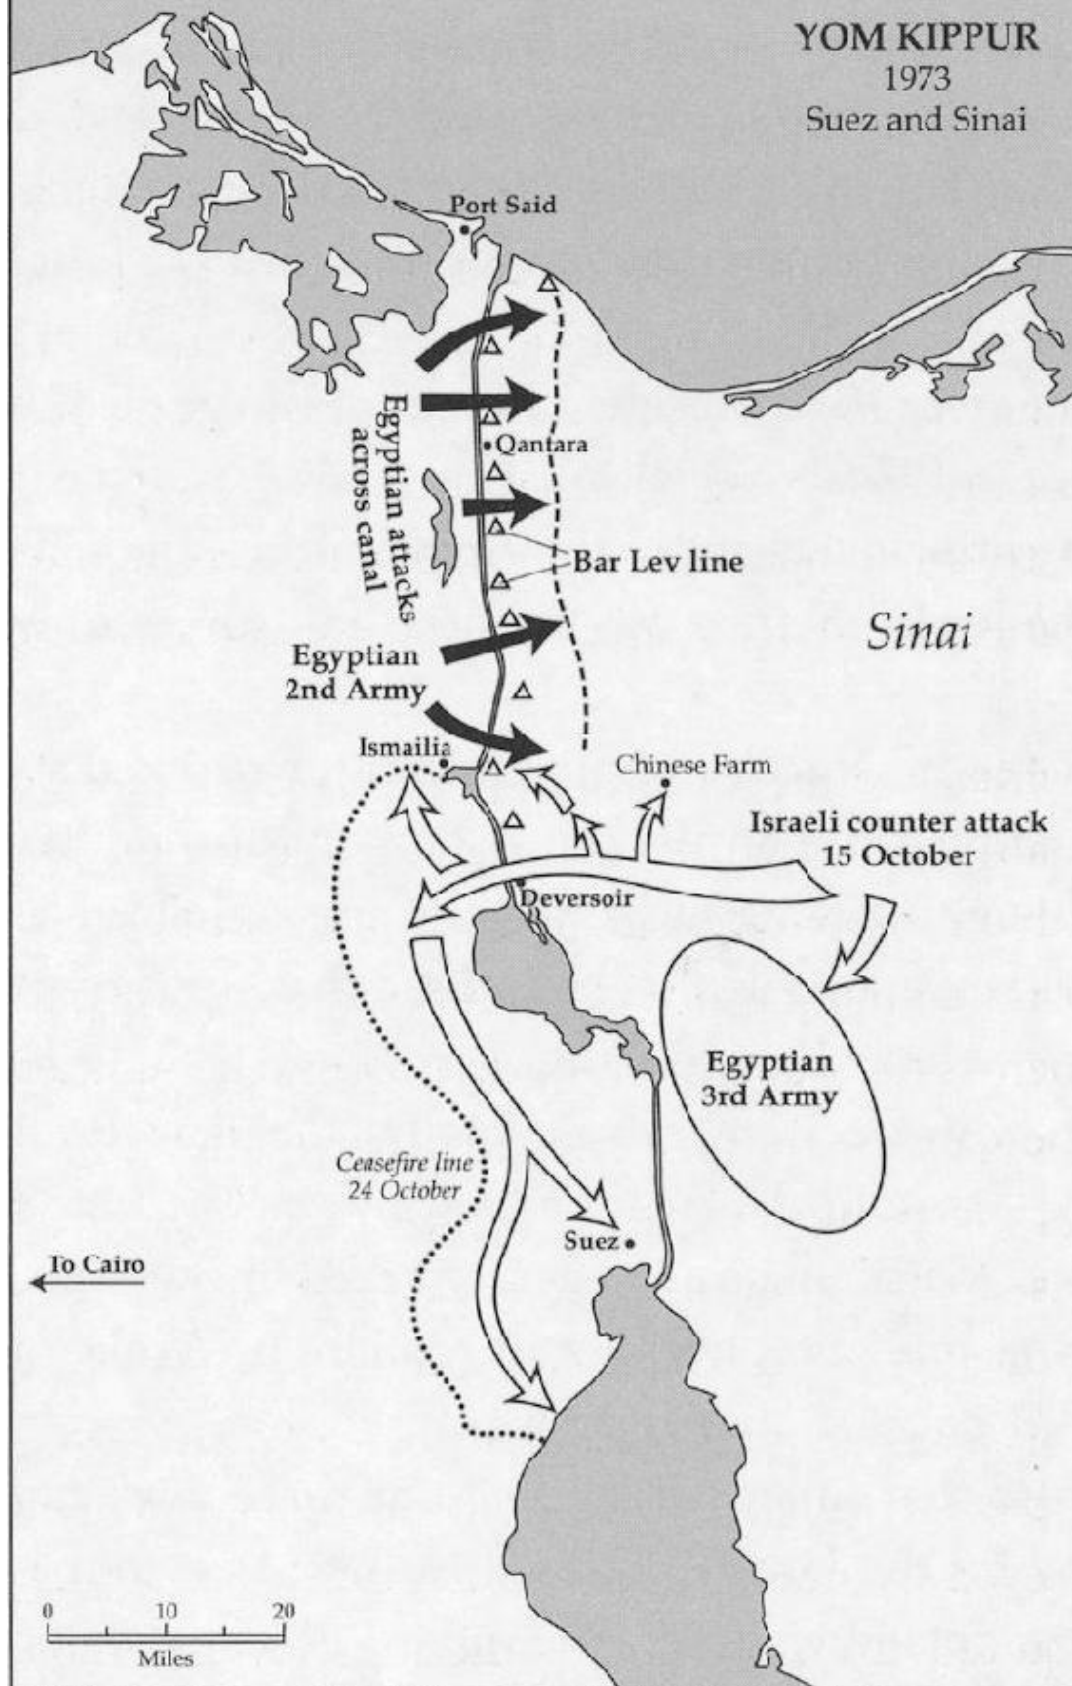 YOM KIPPUR
1973
Suez and Sinai
Port Said
Egyptian attacks
across canal
Qantara
Bar Lev line
Sinai
Egyptian
2nd Army
Ismailia
Chinese Farm
Israeli counter attack
15 October
Deversoir
Egyptian
3rd Army
Ceasefire line
24 October
Suez
To Cairo
0 10 20
Miles